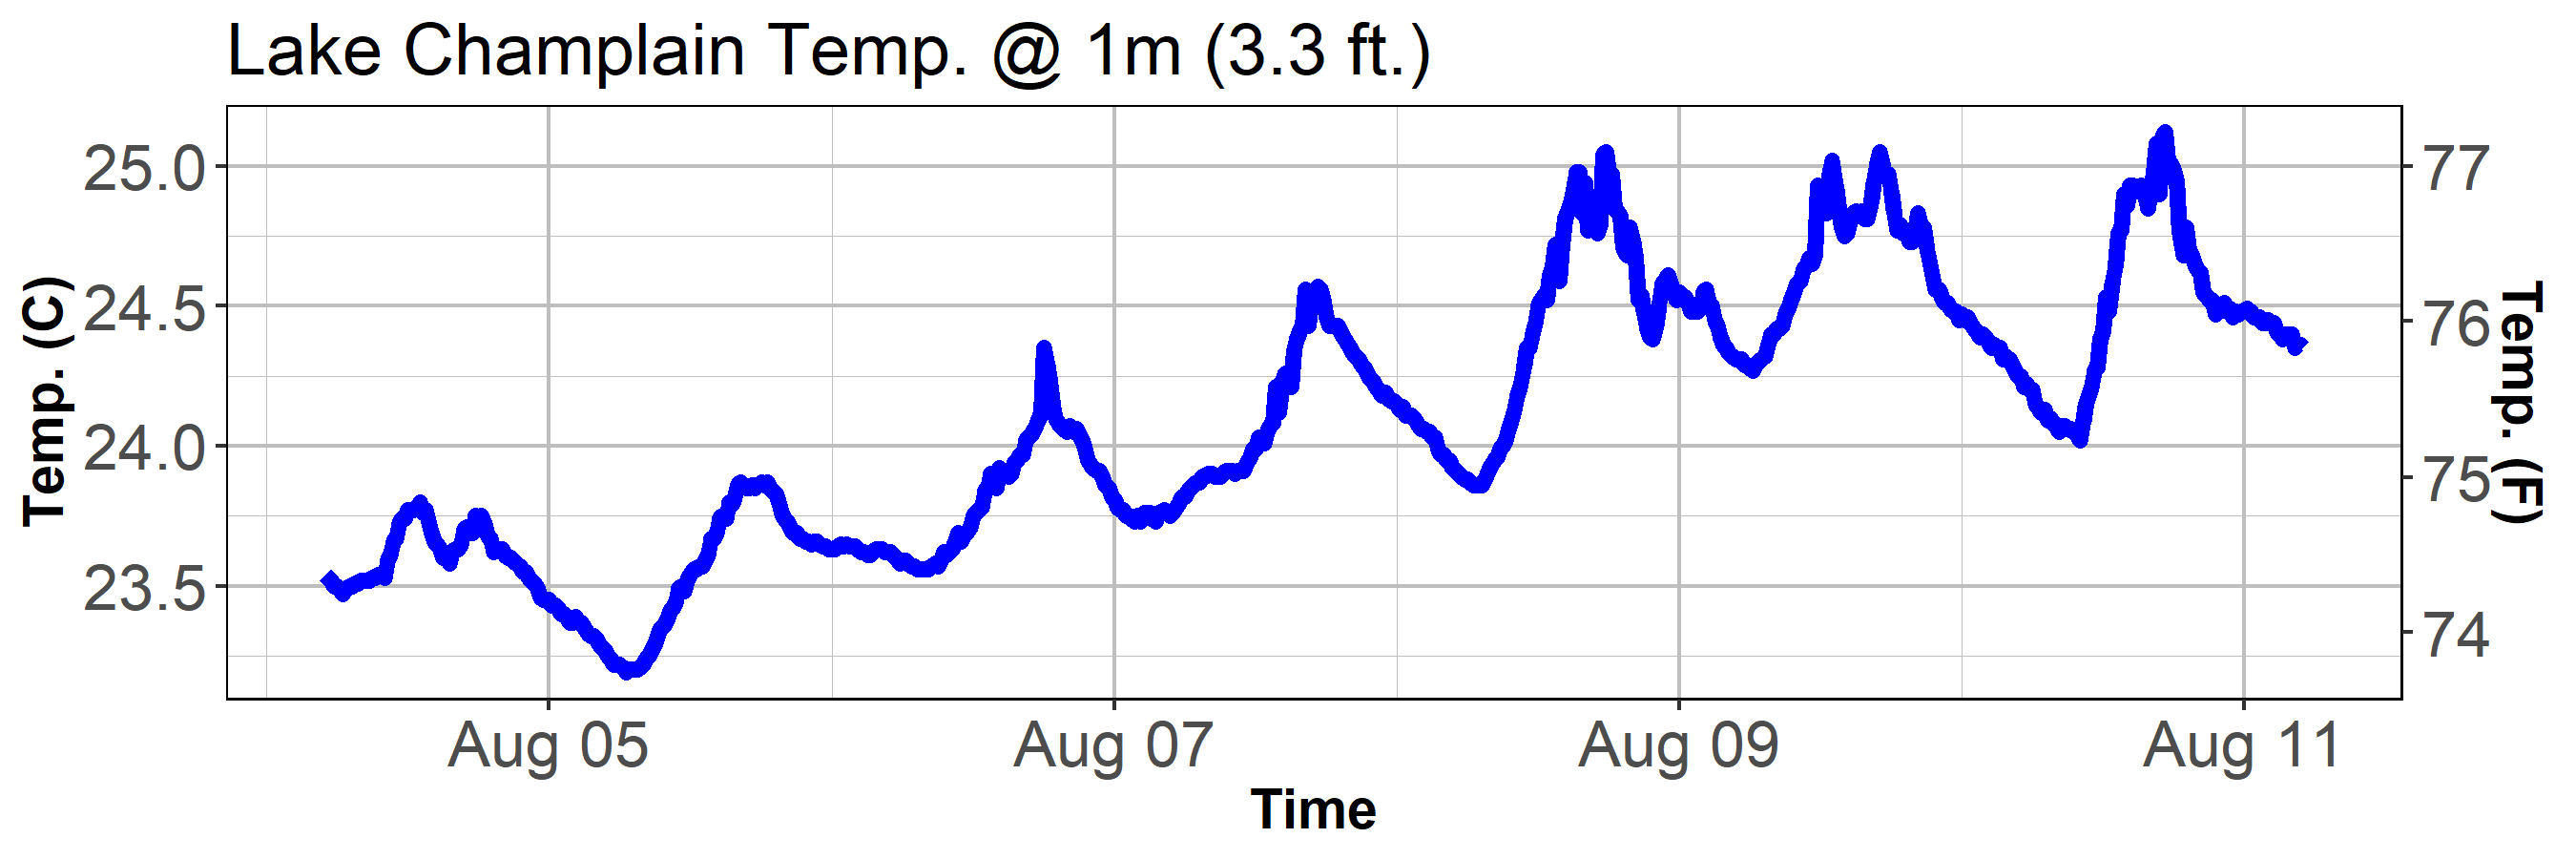 Lake Champlain Temp. @ 1m (3.3 ft.)
Temp. (C)
25.0
24.5
24.0
23.5
77
76
75
74
Temp. (F)
Aug 05 Aug 07 Aug 09 Aug 11
Time